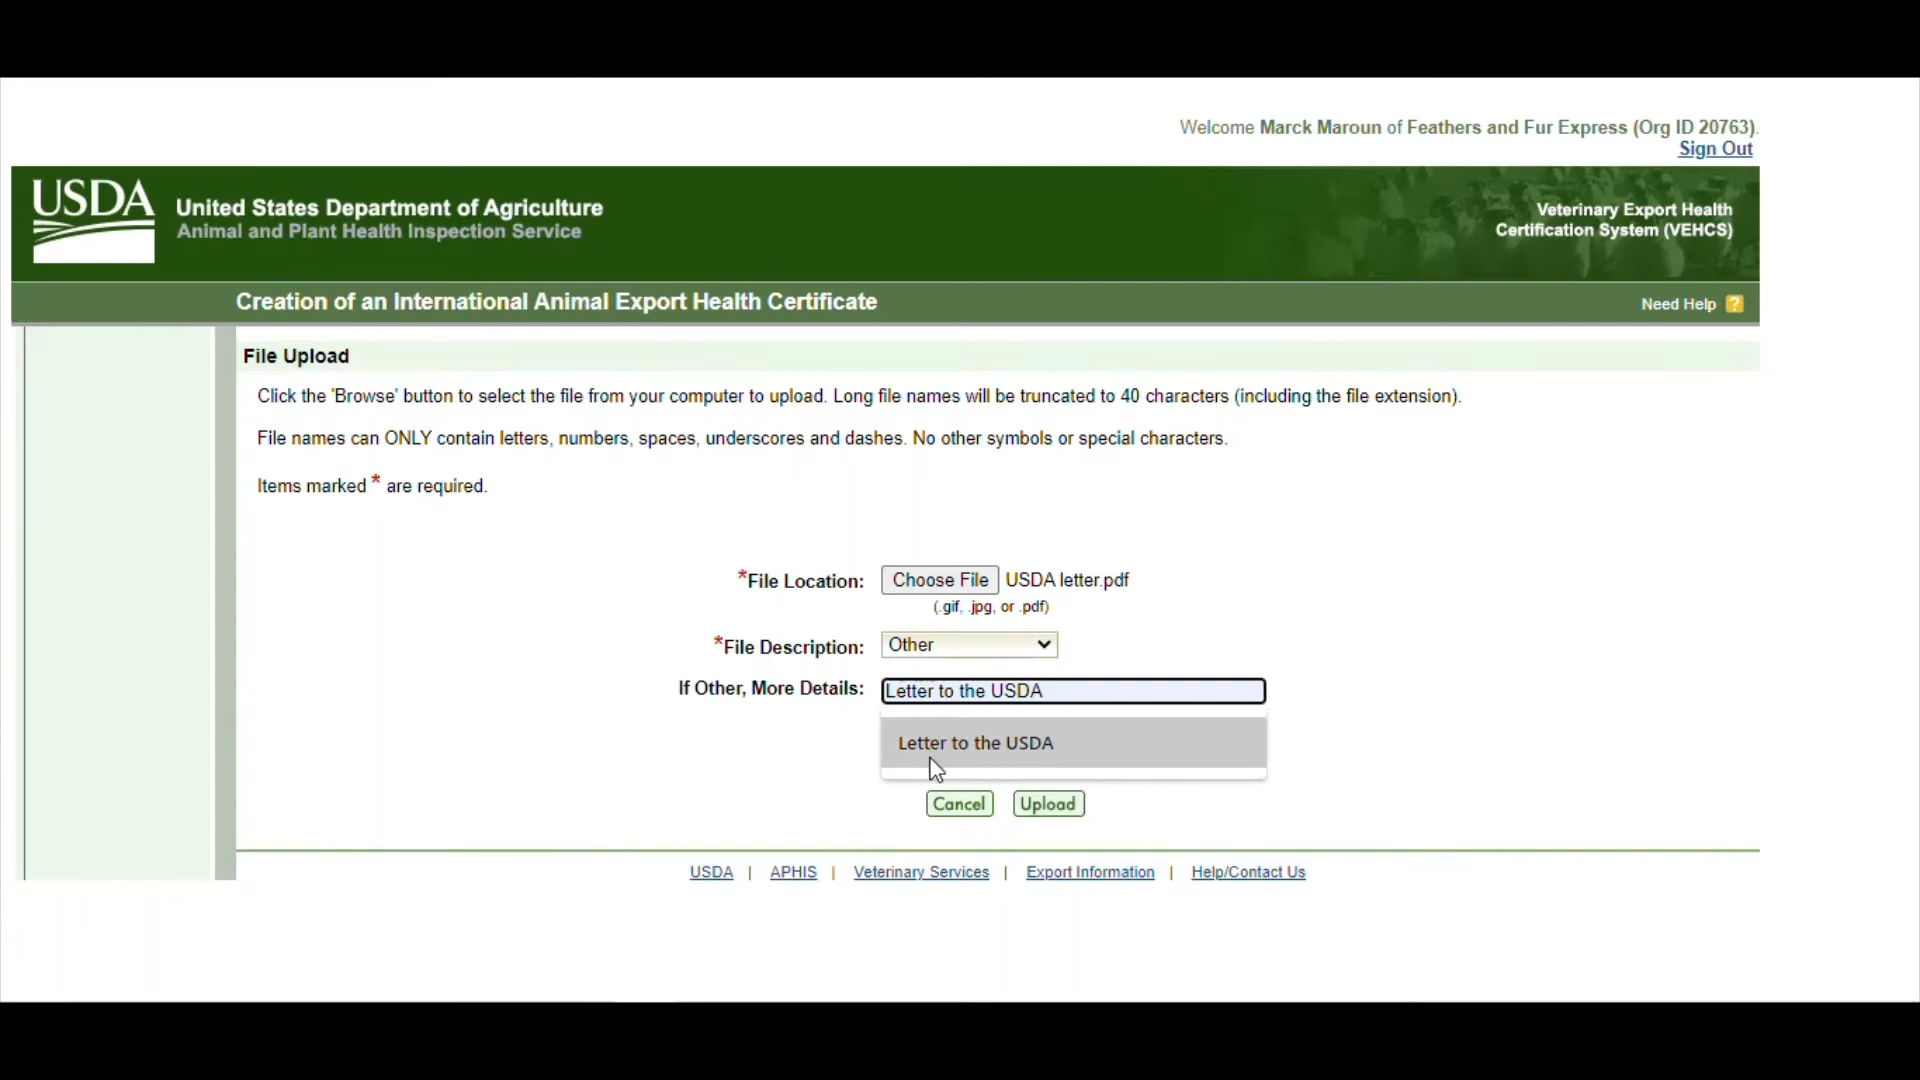 Welcome Marck Maroun of Feathers and Fur Express (Org ID 20763).
Sign Out
USDA
United States Department of Agriculture
Animal and Plant Health Inspection Service
Veterinary Export Health
Certification System (VEHCS)
Creation of an International Animal Export Health Certificate
Need Help ?
File Upload
Click the 'Browse' button to select the file from your computer to upload. Long file names will be truncated to 40 characters (including the file extension).
File names can ONLY contain letters, numbers, spaces, underscores and dashes. No other symbols or special characters.
Items marked * are required.
*File Location: Choose File USDA letter.pdf
(.gif, .jpg, or .pdf)
*File Description: Other
If Other, More Details: Letter to the USDA
Letter to the USDA
Cancel Upload
USDA | APHIS | Veterinary Services | Export Information | Help/Contact Us